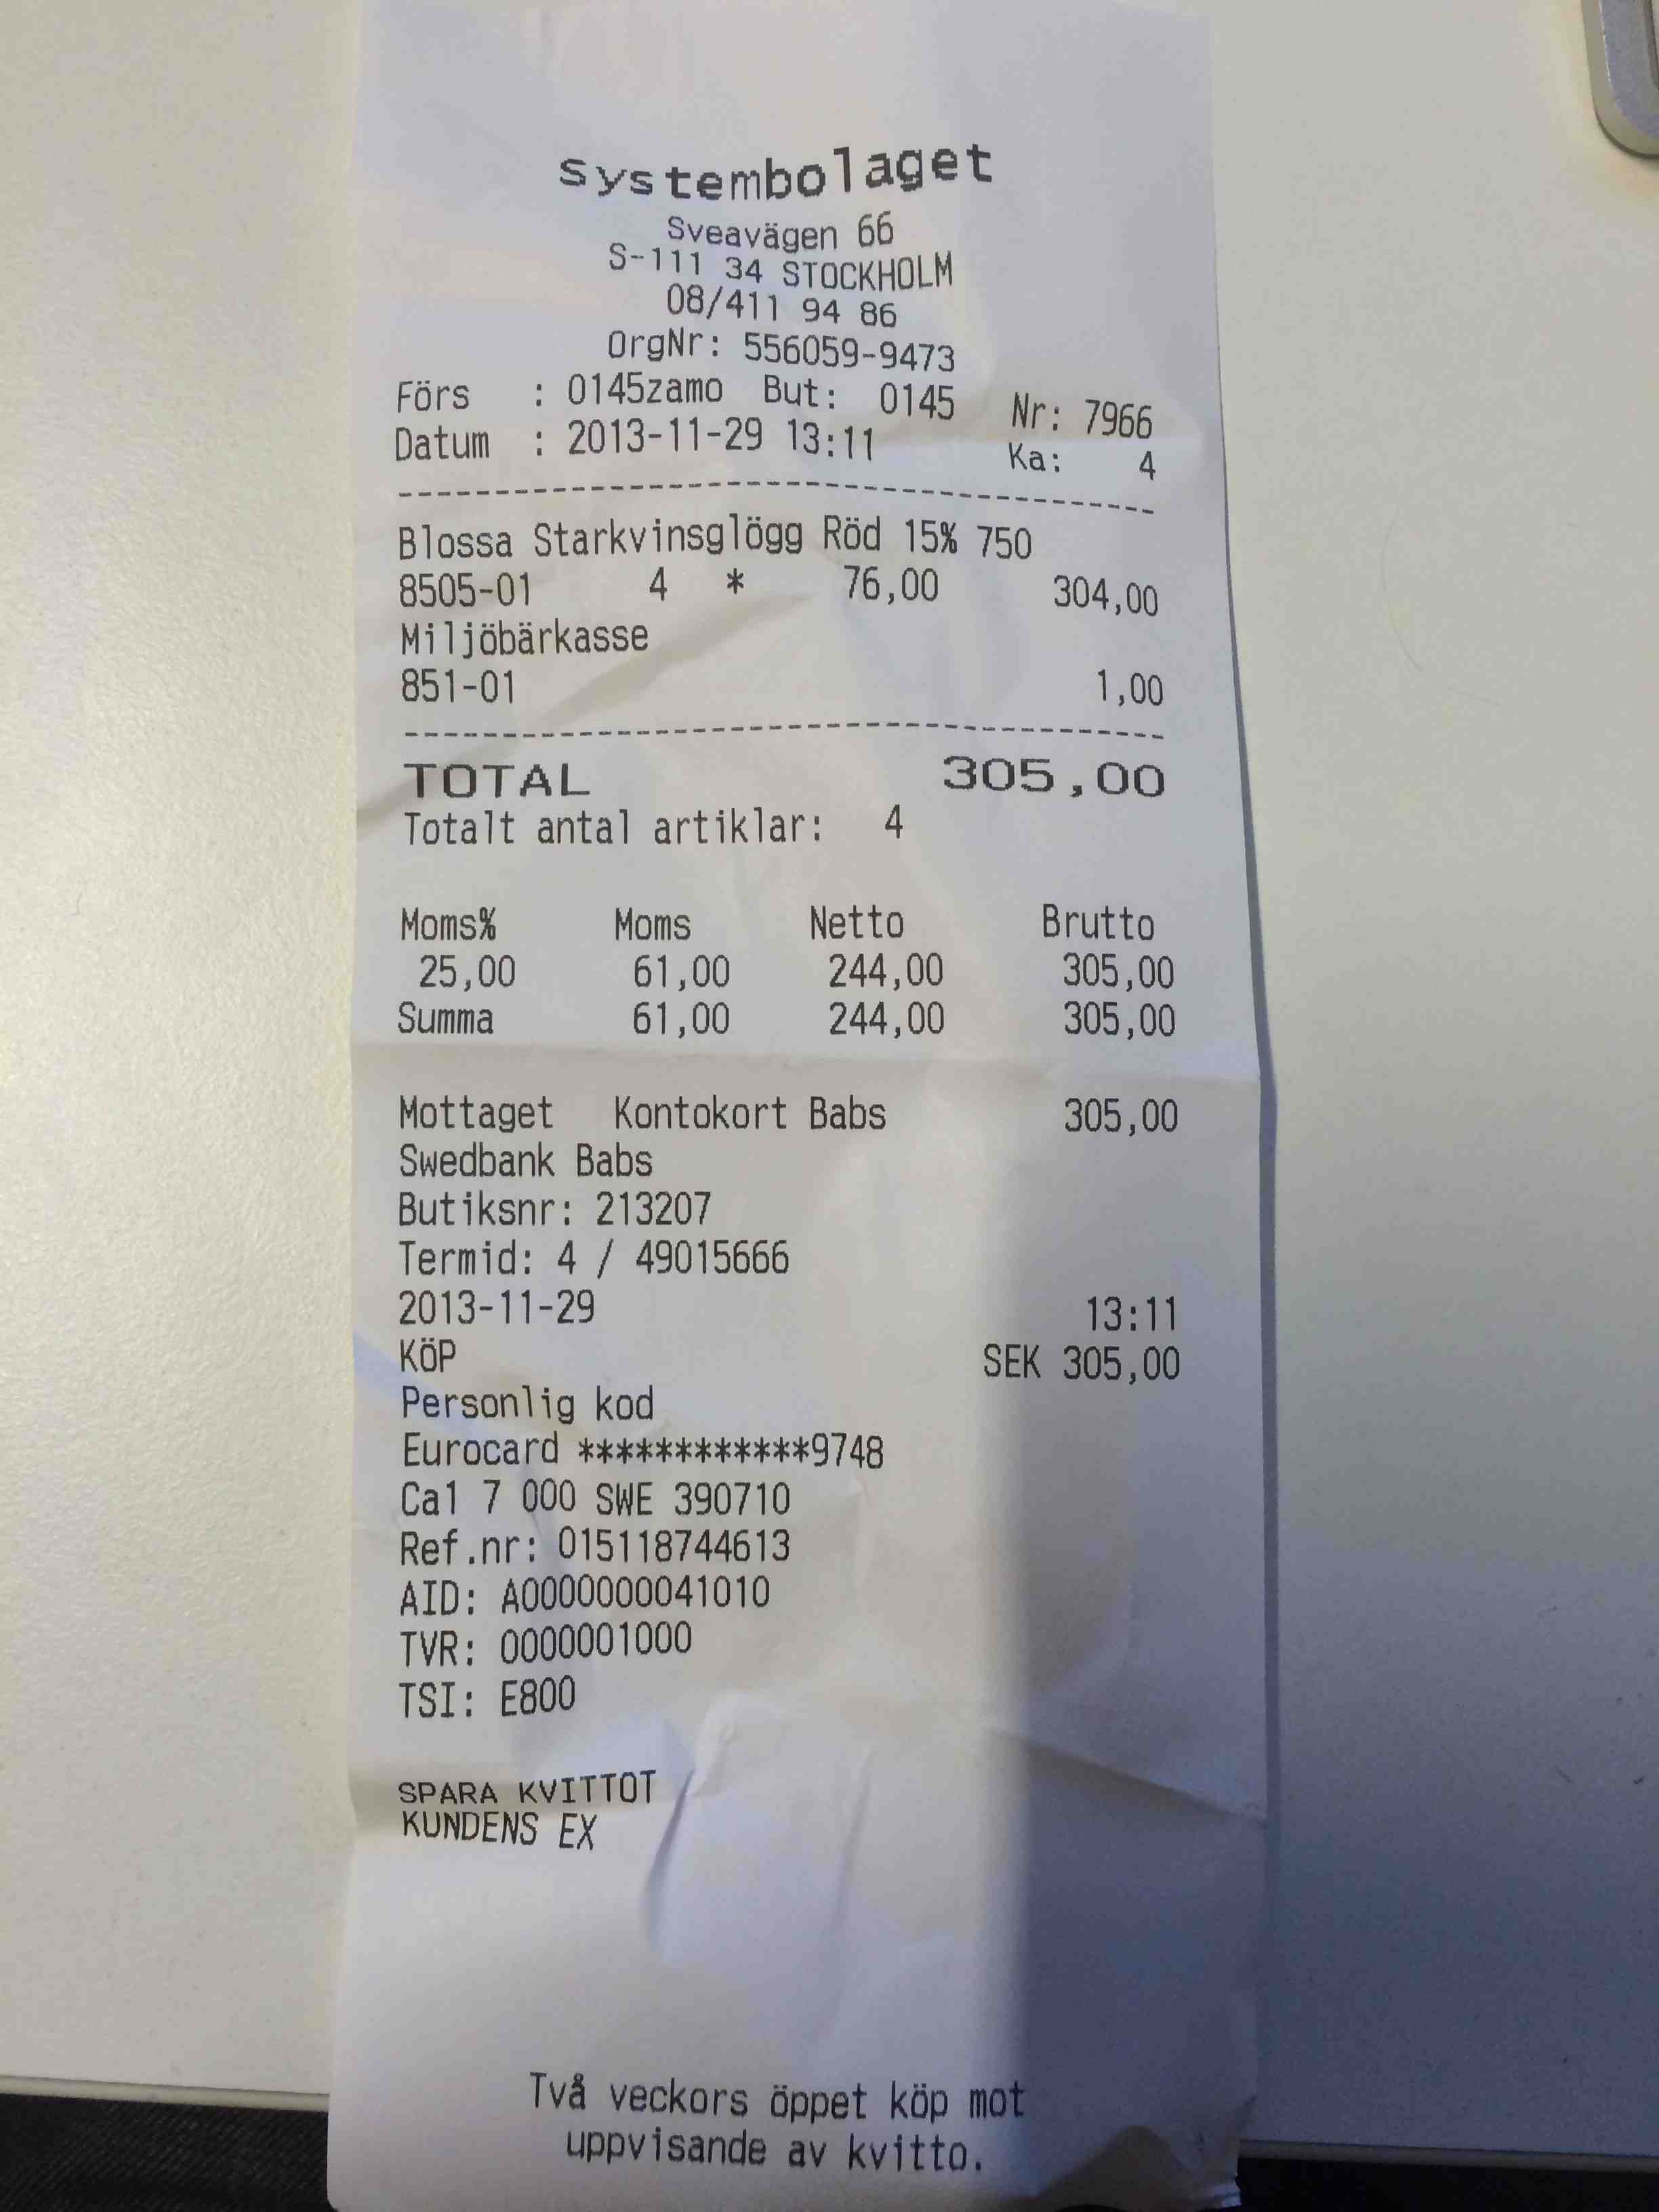 systembolaget
Sveavägen 66
S-111 34 STOCKHOLM
08/411 94 86
OrgNr: 556059-9473
Förs : 0145zamo But: 0145 Nr: 7966
Datum : 2013-11-29 13:11 Ka: 4
Blossa Starkvinsglögg Röd 15% 750
8505-01 4 * 76,00 304,00
Miljöbärkasse
851-01 1,00
TOTAL 305,00
Totalt antal artiklar: 4
Moms% Moms Netto Brutto
25,00 61,00 244,00 305,00
Summa 61,00 244,00 305,00
Mottaget Kontokort Babs 305,00
Swedbank Babs
Butiksnr: 213207
Termid: 4 / 49015666
2013-11-29 13:11
KÖP SEK 305,00
Personlig kod
Eurocard ************9748
Ca1 7 000 SWE 390710
Ref.nr: 015118744613
AID: A0000000041010
TVR: 0000001000
TSI: E800
SPARA KVITTOT
KUNDENS EX
Två veckors öppet köp mot
uppvisande av kvitto.